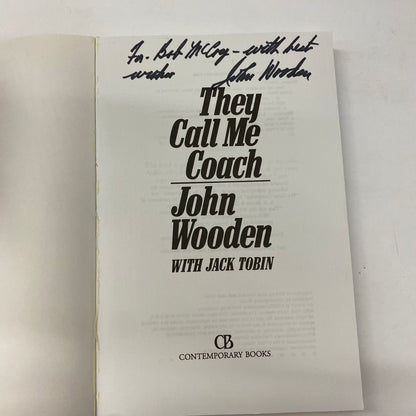 For - Bob McCoy - with best
wishes John Wooden
They
Call Me
Coach
John
Wooden
WITH JACK TOBIN
CB
CONTEMPORARY BOOKS